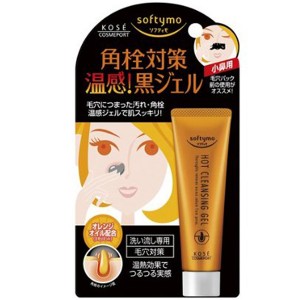 KOSÉ
COSMEPORT
softymo
ソフティモ
角栓対策
温感!黒ジェル
小鼻用
毛穴パック
前の使用が
オススメ!
毛穴につまった汚れ・角栓
温感ジェルで肌スッキリ!
オレンジ
オイル配合
洗い流し専用
毛穴対策
温熱効果で
つるつる実感
softymo
HOT CLEANSING GEL
KOSÉ
COSMEPORT